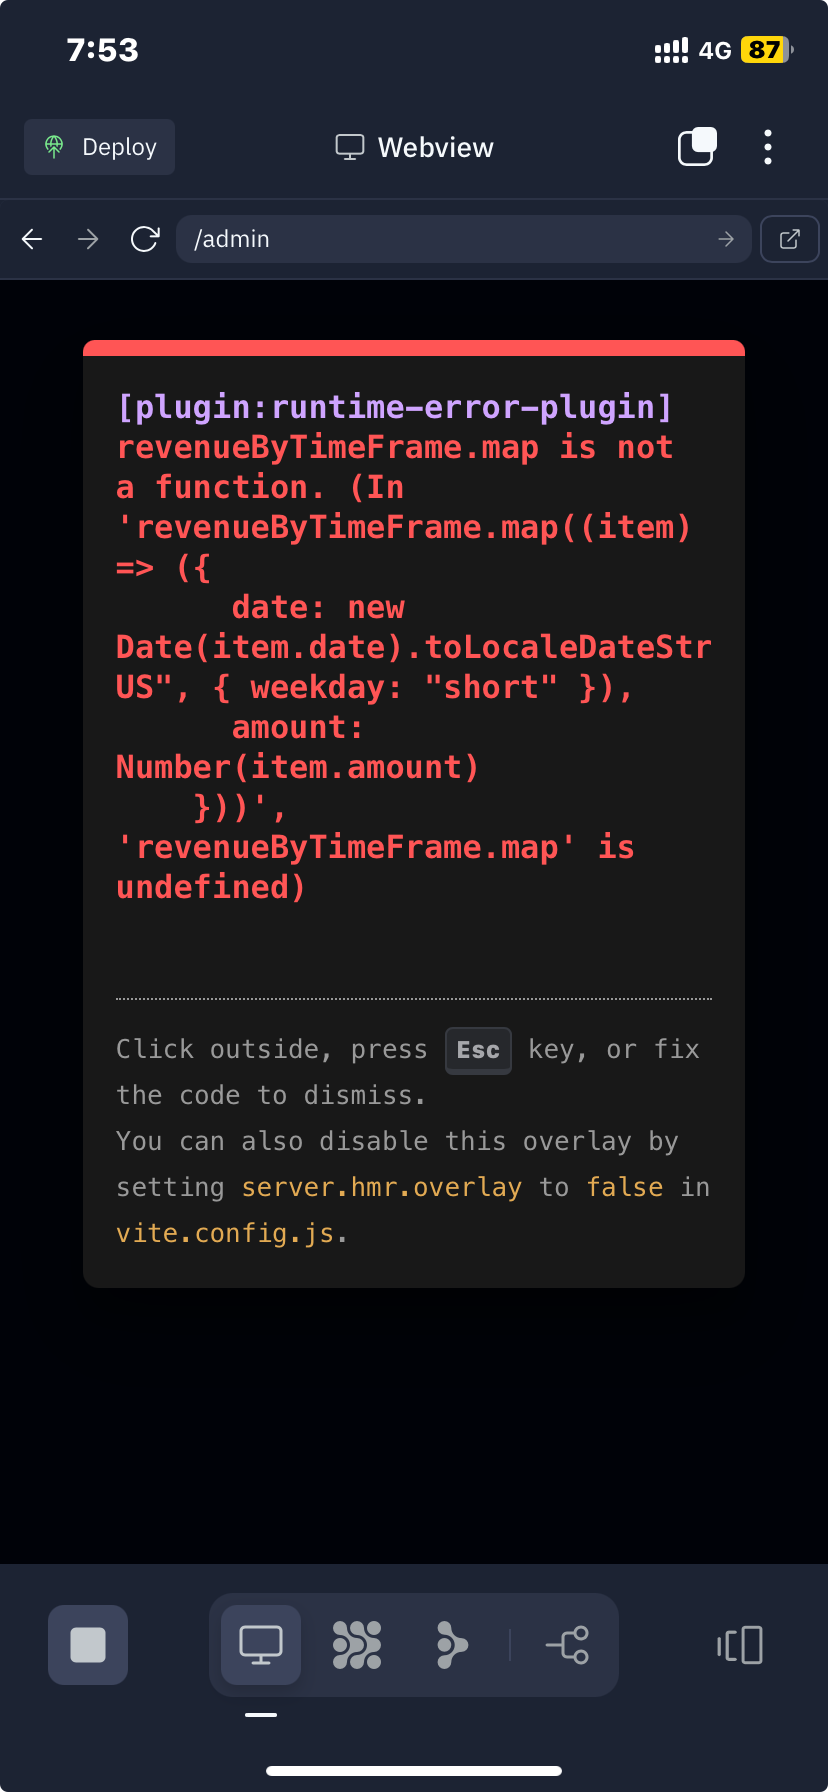 7:53
4G 87
Deploy
Webview
/admin
[plugin:runtime-error-plugin]
revenueByTimeFrame.map is not
a function. (In
'revenueByTimeFrame.map((item)
=> ({
date: new
Date(item.date).toLocaleDateStr
US", { weekday: "short" }),
amount:
Number(item.amount)
}))',
'revenueByTimeFrame.map' is
undefined)
Click outside, press Esc key, or fix
the code to dismiss.
You can also disable this overlay by
setting server.hmr.overlay to false in
vite.config.js.